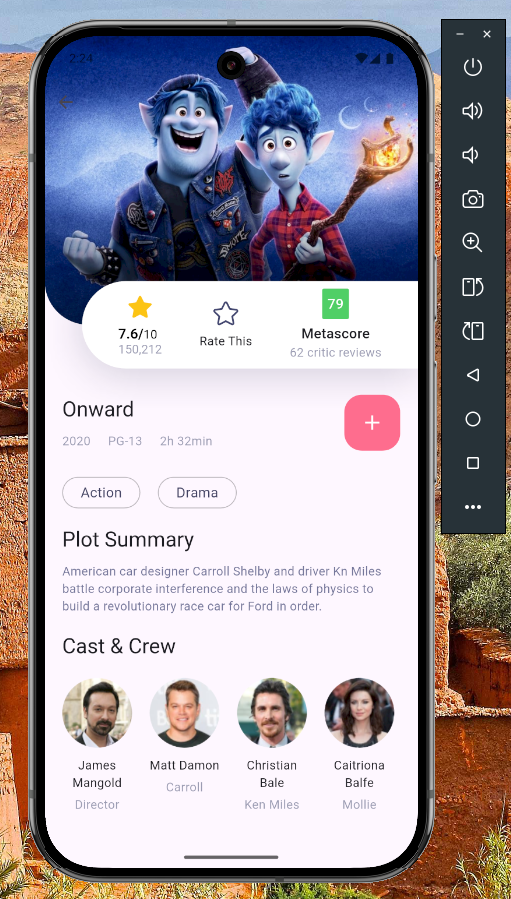 2:24
79
7.6/10
150,212
Rate This
Metascore
62 critic reviews
Onward
2020 PG-13 2h 32min
Action Drama
Plot Summary
American car designer Carroll Shelby and driver Kn Miles
battle corporate interference and the laws of physics to
build a revolutionary race car for Ford in order.
Cast & Crew
James
Mangold
Director
Matt Damon
Carroll
Christian
Bale
Ken Miles
Caitriona
Balfe
Mollie